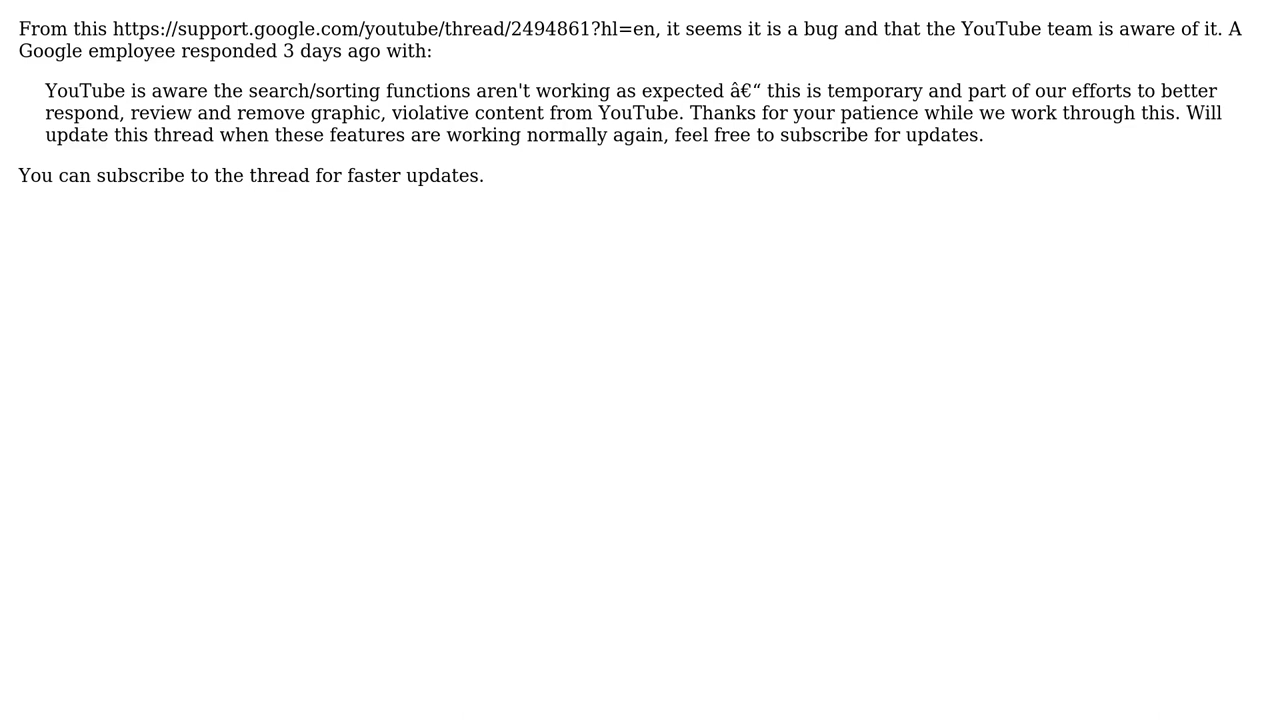 From this https://support.google.com/youtube/thread/2494861?hl=en, it seems it is a bug and that the YouTube team is aware of it. A
Google employee responded 3 days ago with:
YouTube is aware the search/sorting functions aren't working as expected â€“ this is temporary and part of our efforts to better
respond, review and remove graphic, violative content from YouTube. Thanks for your patience while we work through this. Will
update this thread when these features are working normally again, feel free to subscribe for updates.
You can subscribe to the thread for faster updates.